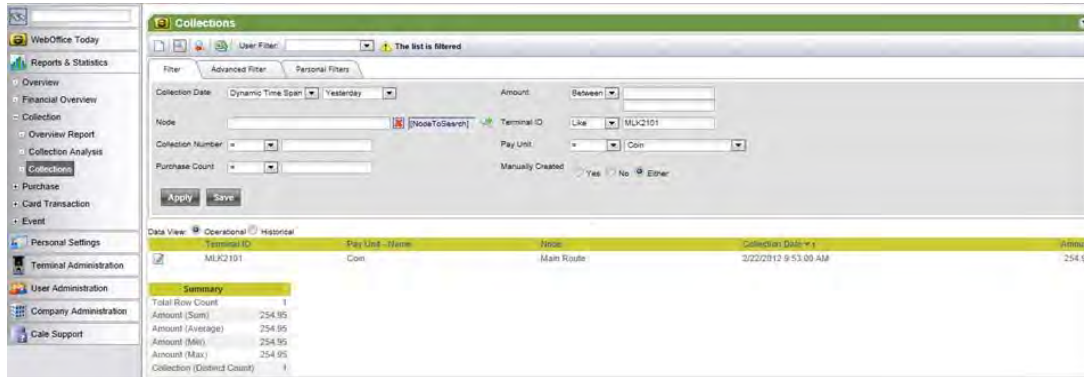 Collections
WebOffice Today
User Filter:
The list is filtered
Reports & Statistics
Filter
Advanced Filter
Personal Filters
Overview
Financial Overview
Collection
Overview Report
Collection Analysis
Collections
Purchase
Card Transaction
Event
Personal Settings
Terminal Administration
User Administration
Company Administration
Cale Support
Collection Date
Dynamic Time Span
Yesterday
Amount
Between
Node
[NodeToSearch]
Terminal ID
Like
MLK2101
Collection Number
=
Pay Unit
=
Coin
Purchase Count
=
Manually Created
Yes
No
Either
Apply
Save
Data View:
Operational
Historical
Terminal ID
Pay Unit - Name
Node
Collection Date
Amou
MLK2101
Coin
Main Route
2/22/2012 9:53:00 AM
254.9
Summary
Total Row Count 1
Amount (Sum) 254.95
Amount (Average) 254.95
Amount (Min) 254.95
Amount (Max) 254.95
Collection (Distinct Count) 1